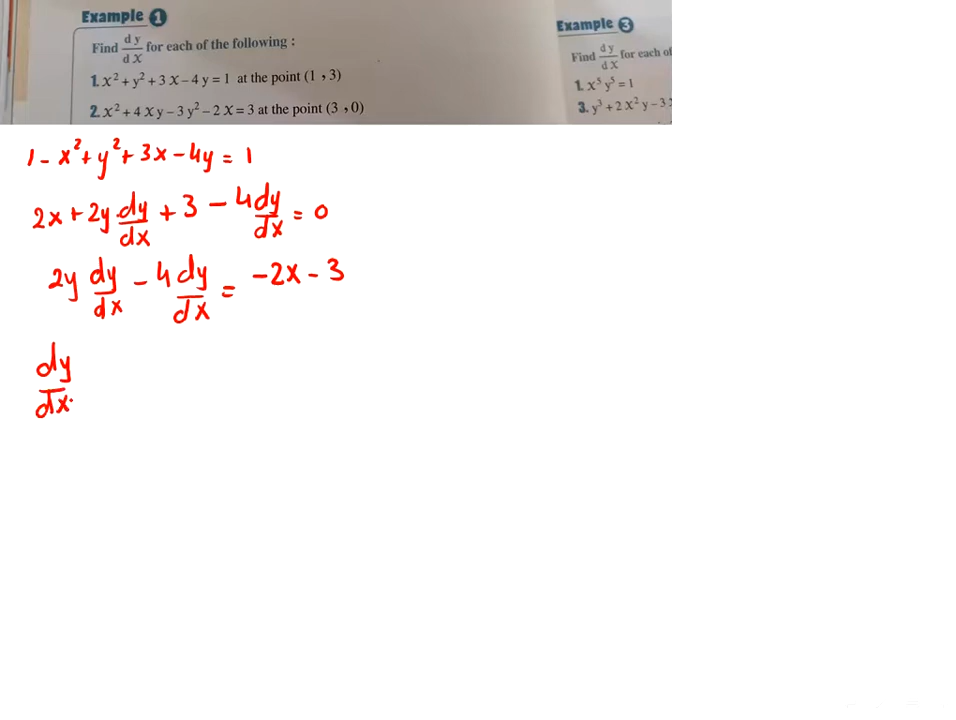 Example 1
Find dy/dx for each of the following :
1. x² + y² + 3 x − 4 y = 1 at the point (1 , 3)
2. x² + 4 x y − 3 y² − 2 x = 3 at the point (3 , 0)
Example 3
Find dy/dx for each of
1. x⁵ y⁵ = 1
3. y³ + 2 x² y − 3
1 - x² + y² + 3x - 4y = 1
2x + 2y dy/dx + 3 - 4 dy/dx = 0
2y dy/dx - 4 dy/dx = -2x - 3
dy/dx